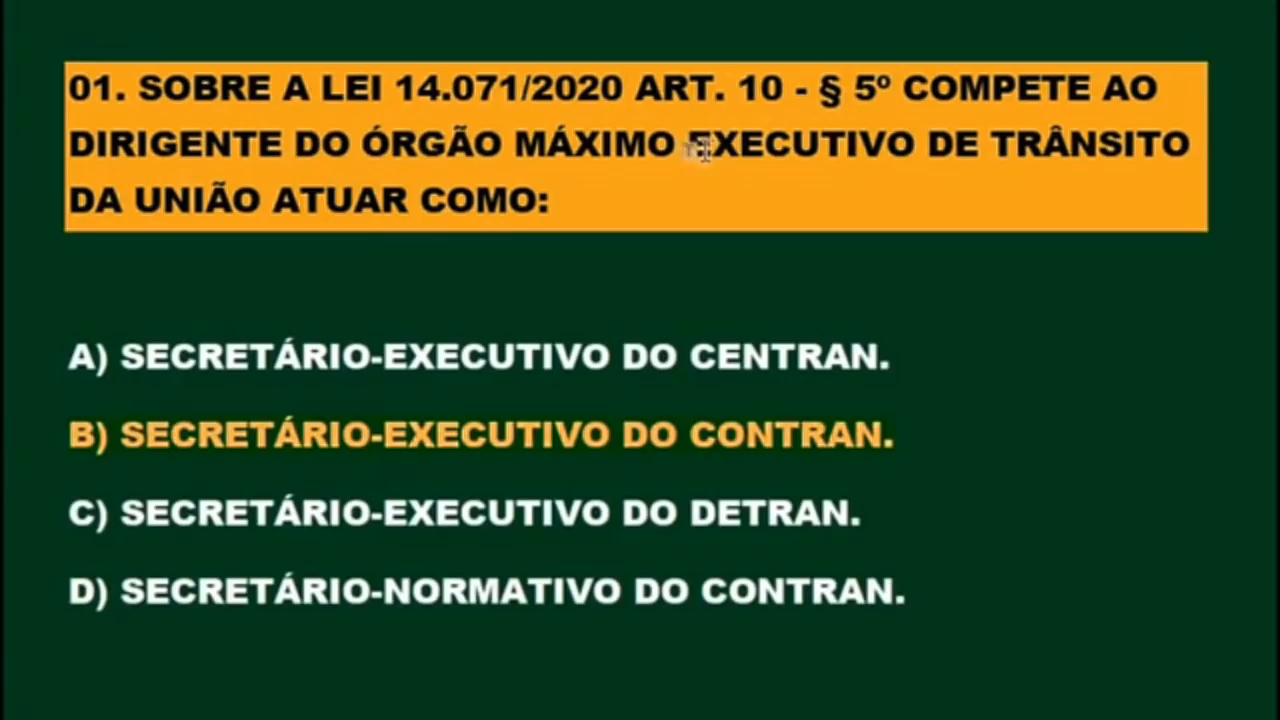 01. SOBRE A LEI 14.071/2020 ART. 10 - § 5º COMPETE AO
DIRIGENTE DO ÓRGÃO MÁXIMO EXECUTIVO DE TRÂNSITO
DA UNIÃO ATUAR COMO:
A) SECRETÁRIO-EXECUTIVO DO CENTRAN.
B) SECRETÁRIO-EXECUTIVO DO CONTRAN.
C) SECRETÁRIO-EXECUTIVO DO DETRAN.
D) SECRETÁRIO-NORMATIVO DO CONTRAN.